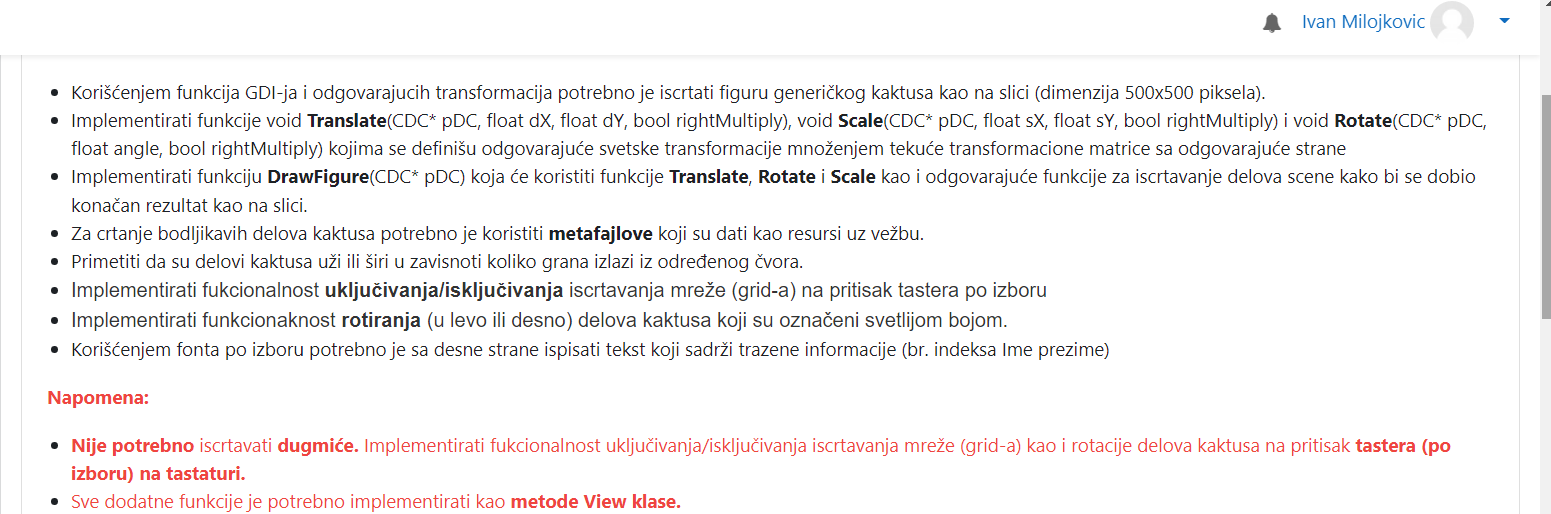 Ivan Milojkovic
Korišćenjem funkcija GDI-ja i odgovarajucih transformacija potrebno je iscrtati figuru generičkog kaktusa kao na slici (dimenzija 500x500 piksela).
Implementirati funkcije void Translate(CDC* pDC, float dX, float dY, bool rightMultiply), void Scale(CDC* pDC, float sX, float sY, bool rightMultiply) i void Rotate(CDC* pDC,
float angle, bool rightMultiply) kojima se definišu odgovarajuće svetske transformacije množenjem tekuće transformacione matrice sa odgovarajuće strane
Implementirati funkciju DrawFigure(CDC* pDC) koja će koristiti funkcije Translate, Rotate i Scale kao i odgovarajuće funkcije za iscrtavanje delova scene kako bi se dobio
konačan rezultat kao na slici.
Za crtanje bodljikavih delova kaktusa potrebno je koristiti metafajlove koji su dati kao resursi uz vežbu.
Primetiti da su delovi kaktusa uži ili širi u zavisnoti koliko grana izlazi iz određenog čvora.
Implementirati fukcionalnost uključivanja/isključivanja iscrtavanja mreže (grid-a) na pritisak tastera po izboru
Implementirati funkcionaknost rotiranja (u levo ili desno) delova kaktusa koji su označeni svetlijom bojom.
Korišćenjem fonta po izboru potrebno je sa desne strane ispisati tekst koji sadrži trazene informacije (br. indeksa Ime prezime)
Napomena:
Nije potrebno iscrtavati dugmiće. Implementirati fukcionalnost uključivanja/isključivanja iscrtavanja mreže (grid-a) kao i rotacije delova kaktusa na pritisak tastera (po
izboru) na tastaturi.
Sve dodatne funkcije je potrebno implementirati kao metode View klase.